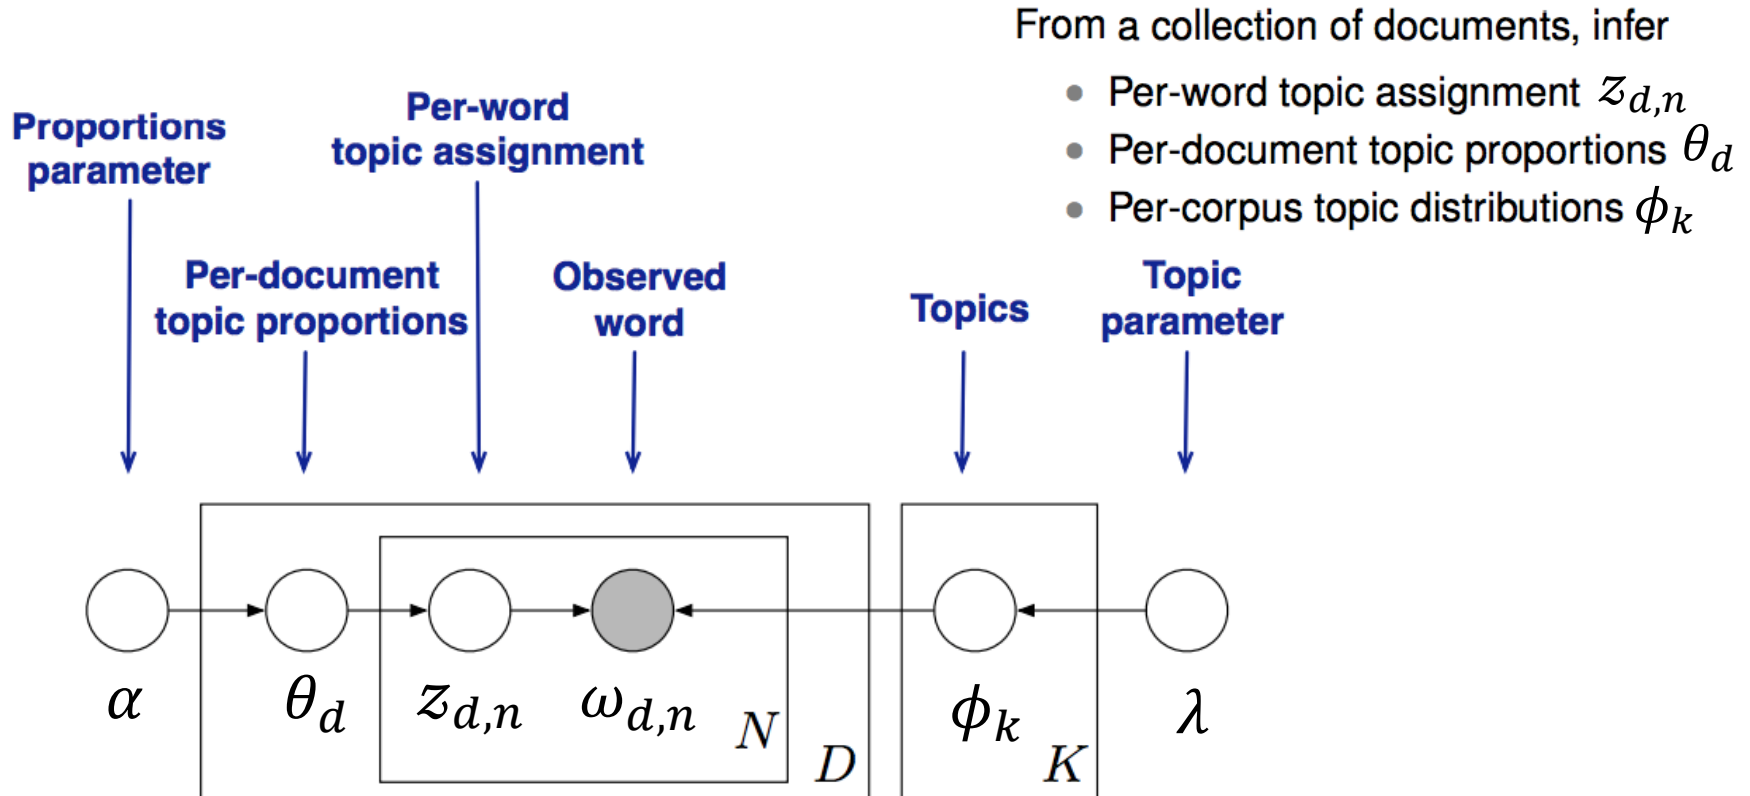 From a collection of documents, infer
• Per-word topic assignment z_{d,n}
• Per-document topic proportions θ_d
• Per-corpus topic distributions ϕ_k
Proportions
parameter
Per-word
topic assignment
Per-document
topic proportions
Observed
word
Topics
Topic
parameter
α
θ_d
z_{d,n}
ω_{d,n}
N
D
ϕ_k
K
λ